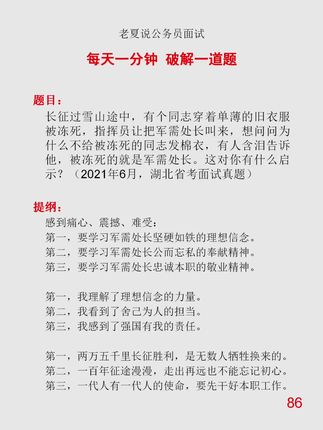 老夏说公务员面试
每天一分钟 破解一道题
题目：
长征过雪山途中，有个同志穿着单薄的旧衣服
被冻死，指挥员让把军需处长叫来，想问问为
什么不给被冻死的同志发棉衣，有人含泪告诉
他，被冻死的就是军需处长。这对你有什么启
示？（2021年6月，湖北省考面试真题）
提纲：
感到痛心、震撼、难受；
第一，要学习军需处长坚硬如铁的理想信念。
第二，要学习军需处长忘我无私的奉献精神。
第三，要学习军需处长忠诚本职的敬业精神。
第一，我理解了理想信念的力量。
第二，我看到了舍己为人的担当。
第三，我感到了强国有我的责任。
第一，两万五千里长征胜利，是无数人牺牲换来的。
第二，一百年征途漫漫，走出再远也不能忘记初心。
第三，一代人有一代人的使命，要先干好本职工作。
86